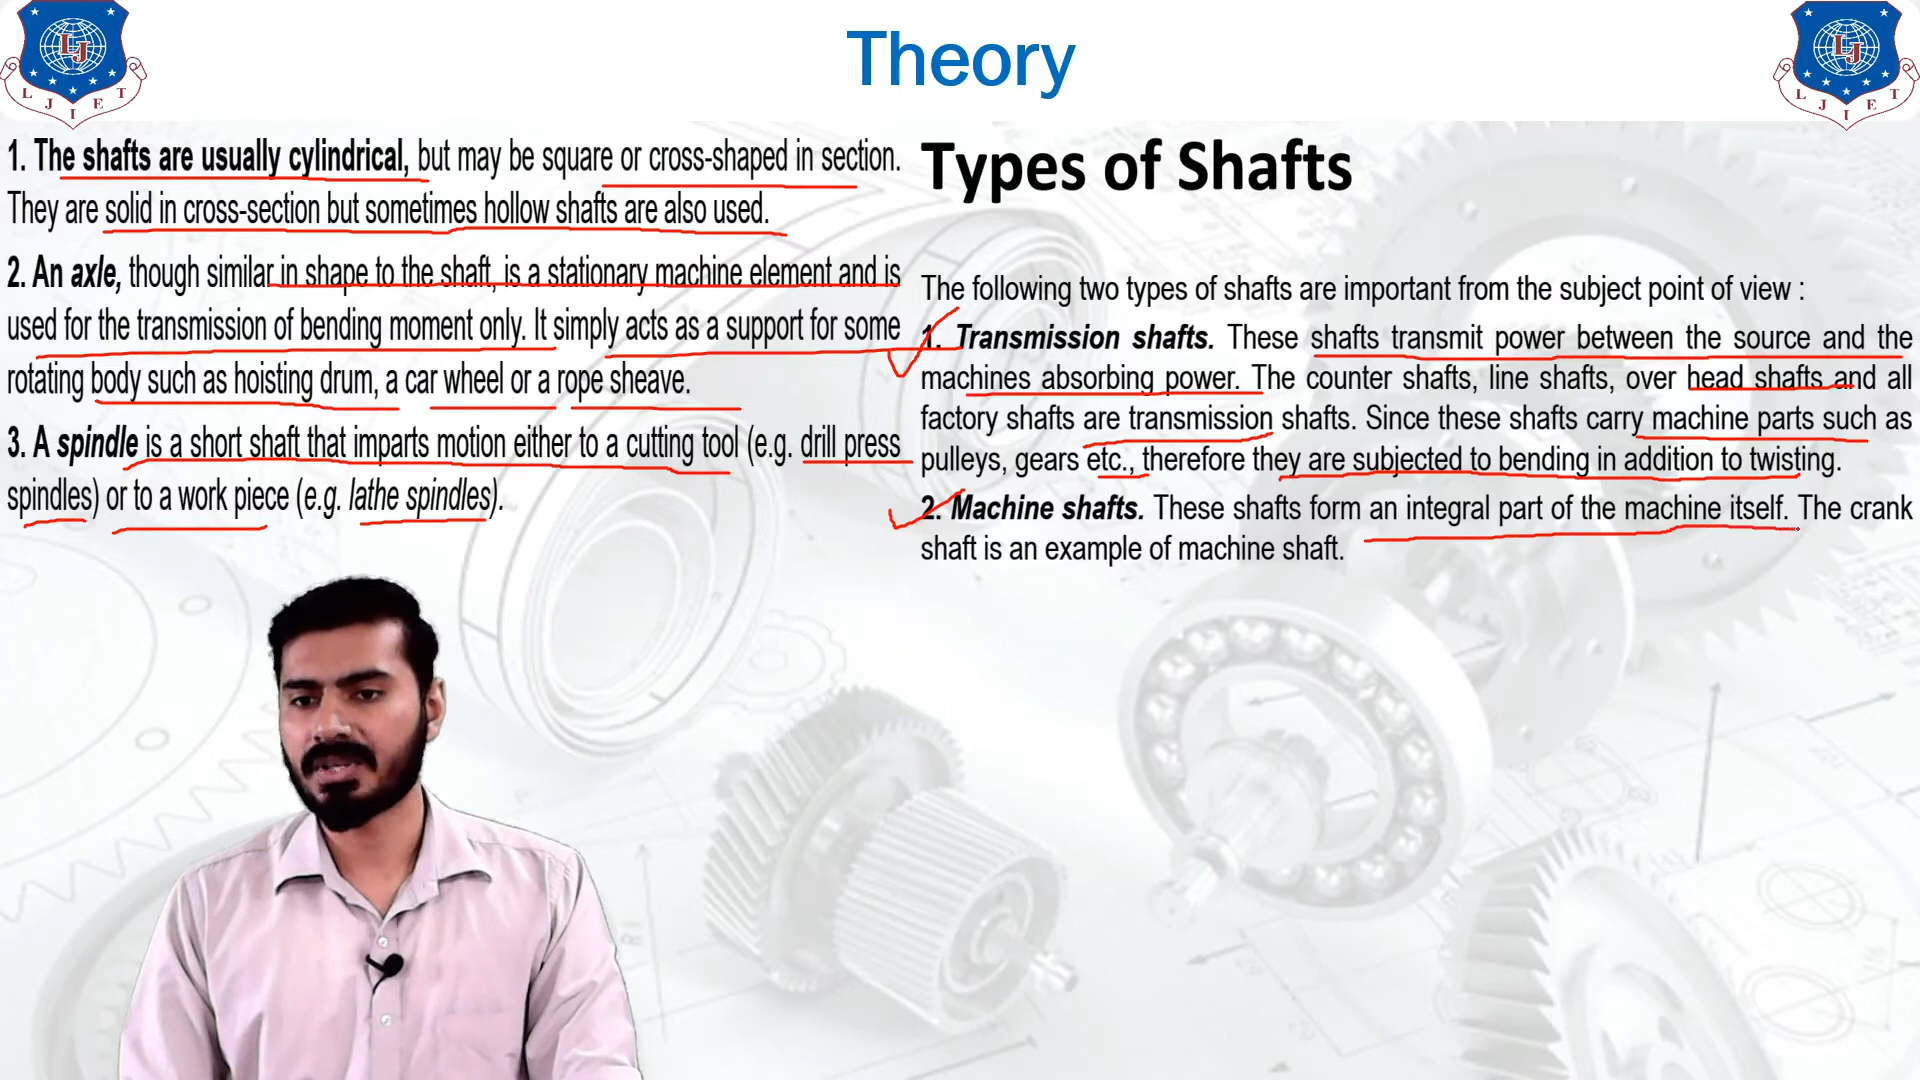 Theory
LJ
L J I E T
LJ
L J I E T
1. The shafts are usually cylindrical, but may be square or cross-shaped in section.
They are solid in cross-section but sometimes hollow shafts are also used.
2. An axle, though similar in shape to the shaft, is a stationary machine element and is
used for the transmission of bending moment only. It simply acts as a support for some
rotating body such as hoisting drum, a car wheel or a rope sheave.
3. A spindle is a short shaft that imparts motion either to a cutting tool (e.g. drill press
spindles) or to a work piece (e.g. lathe spindles).
Types of Shafts
The following two types of shafts are important from the subject point of view :
1. Transmission shafts. These shafts transmit power between the source and the
machines absorbing power. The counter shafts, line shafts, over head shafts and all
factory shafts are transmission shafts. Since these shafts carry machine parts such as
pulleys, gears etc., therefore they are subjected to bending in addition to twisting.
2. Machine shafts. These shafts form an integral part of the machine itself. The crank
shaft is an example of machine shaft.